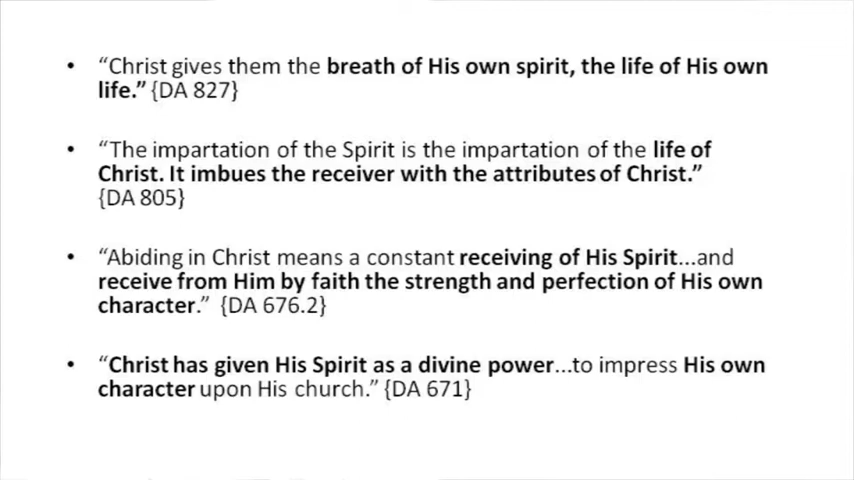 • “Christ gives them the breath of His own spirit, the life of His own
life.” {DA 827}
• “The impartation of the Spirit is the impartation of the life of
Christ. It imbues the receiver with the attributes of Christ.”
{DA 805}
• “Abiding in Christ means a constant receiving of His Spirit...and
receive from Him by faith the strength and perfection of His own
character.” {DA 676.2}
• “Christ has given His Spirit as a divine power...to impress His own
character upon His church.” {DA 671}